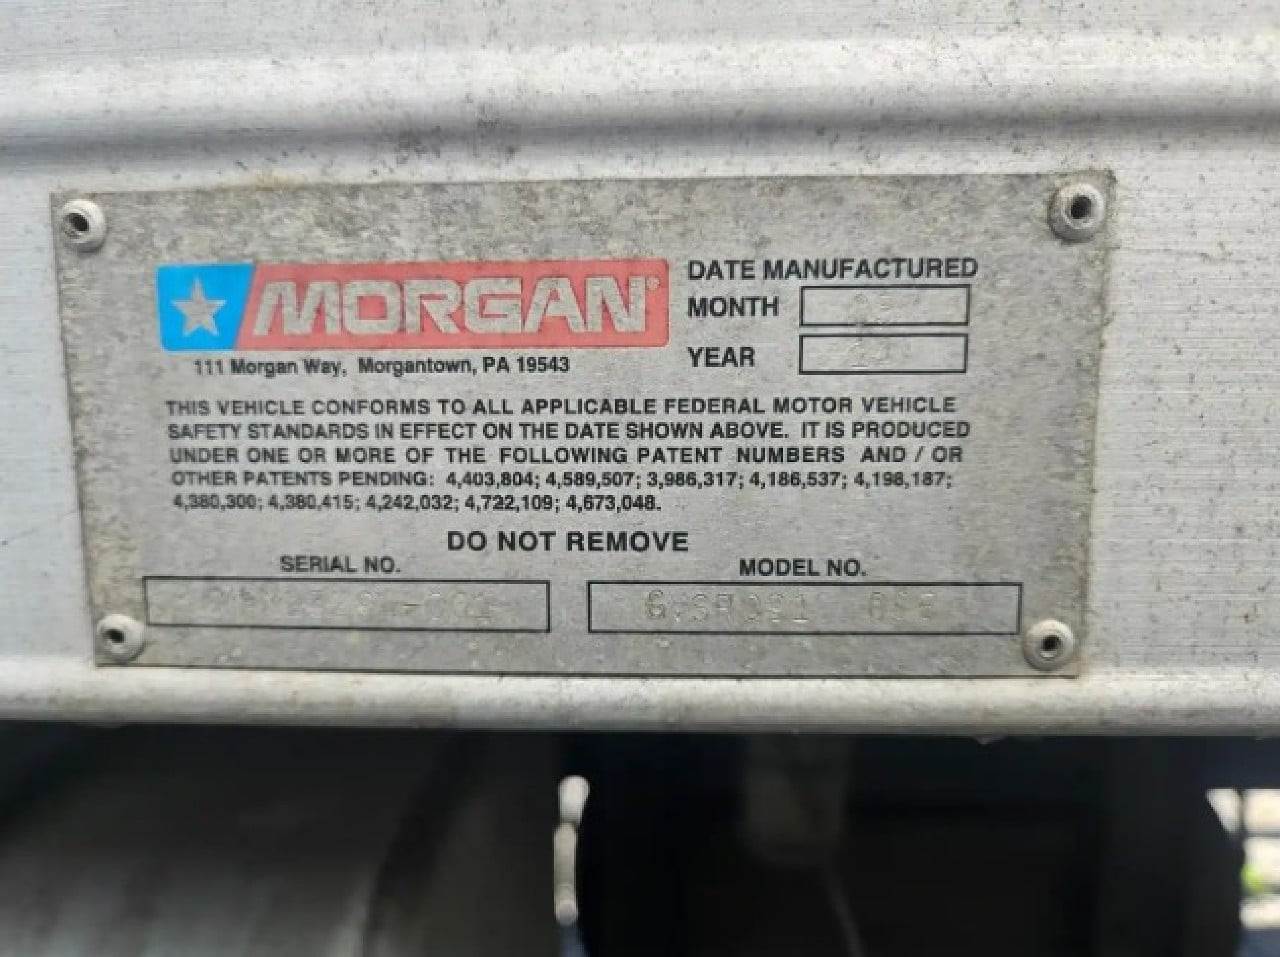 MORGAN®
111 Morgan Way, Morgantown, PA 19543
DATE MANUFACTURED
MONTH
YEAR
THIS VEHICLE CONFORMS TO ALL APPLICABLE FEDERAL MOTOR VEHICLE
SAFETY STANDARDS IN EFFECT ON THE DATE SHOWN ABOVE. IT IS PRODUCED
UNDER ONE OR MORE OF THE FOLLOWING PATENT NUMBERS AND / OR
OTHER PATENTS PENDING: 4,403,804; 4,589,507; 3,986,317; 4,186,537; 4,198,187;
4,380,300; 4,380,415; 4,242,032; 4,722,109; 4,673,048.
DO NOT REMOVE
SERIAL NO.
MODEL NO.